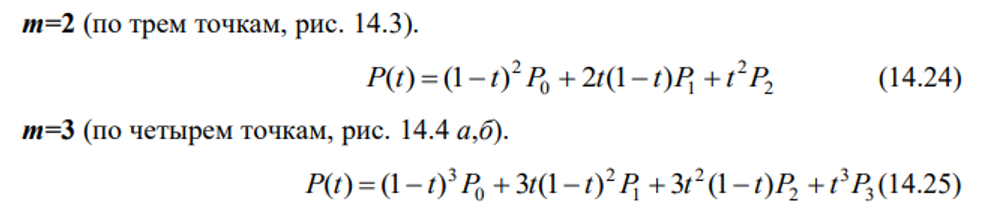 m=2 (по трем точкам, рис. 14.3).
P(t) = (1 − t)² P₀ + 2t(1 − t)P₁ + t² P₂ (14.24)
m=3 (по четырем точкам, рис. 14.4 а,б).
P(t) = (1 − t)³ P₀ + 3t(1 − t)² P₁ + 3t² (1 − t)P₂ + t³ P₃ (14.25)